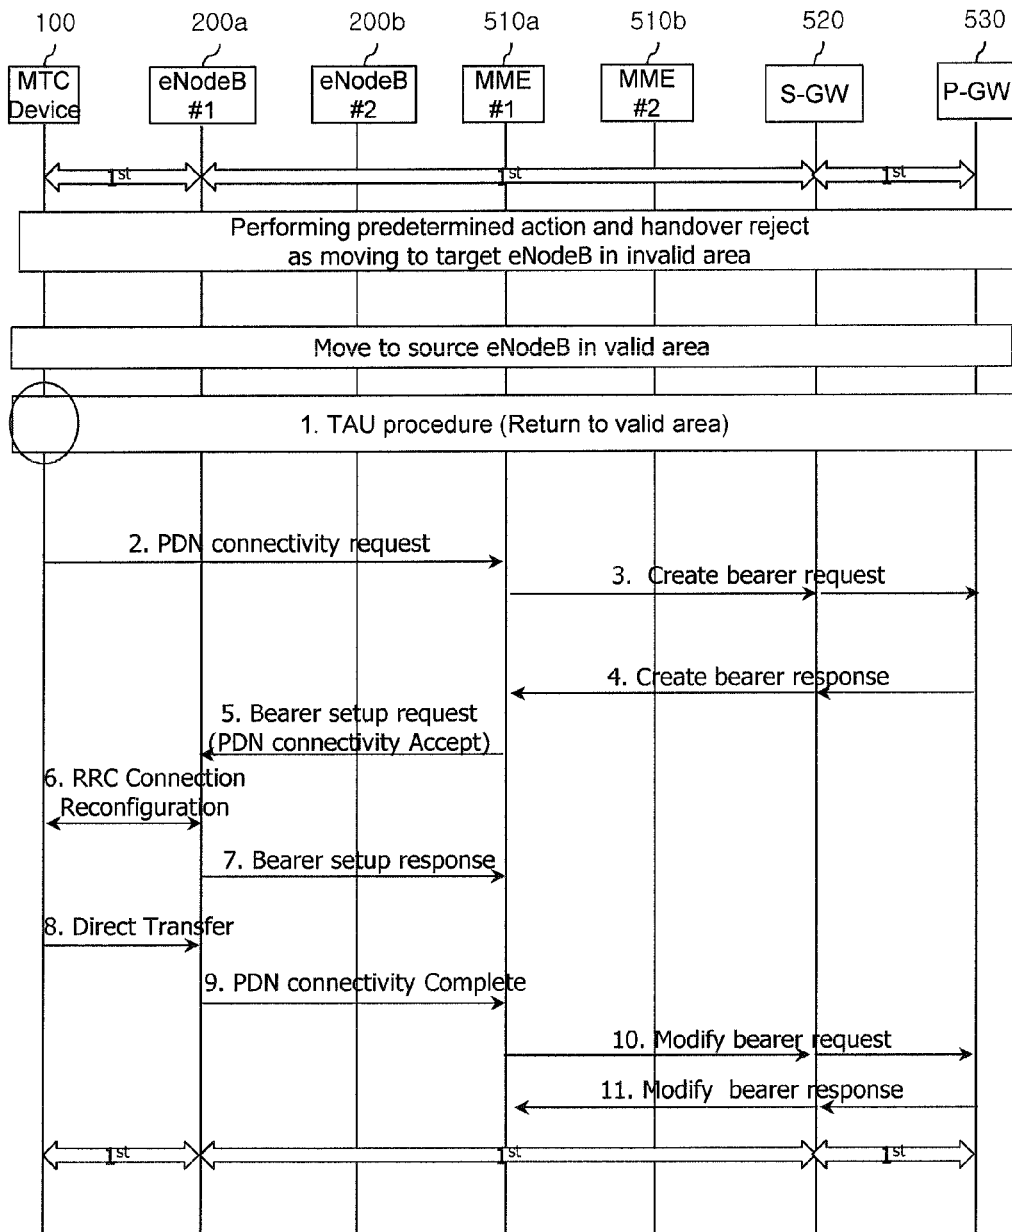 100 200a 200b 510a 510b 520 530
MTC Device
eNodeB #1
eNodeB #2
MME #1
MME #2
S-GW
P-GW
1st 1st 1st
Performing predetermined action and handover reject
as moving to target eNodeB in invalid area
Move to source eNodeB in valid area
1. TAU procedure (Return to valid area)
2. PDN connectivity request
3. Create bearer request
4. Create bearer response
5. Bearer setup request
(PDN connectivity Accept)
6. RRC Connection
Reconfiguration
7. Bearer setup response
8. Direct Transfer
9. PDN connectivity Complete
10. Modify bearer request
11. Modify bearer response
1st 1st 1st